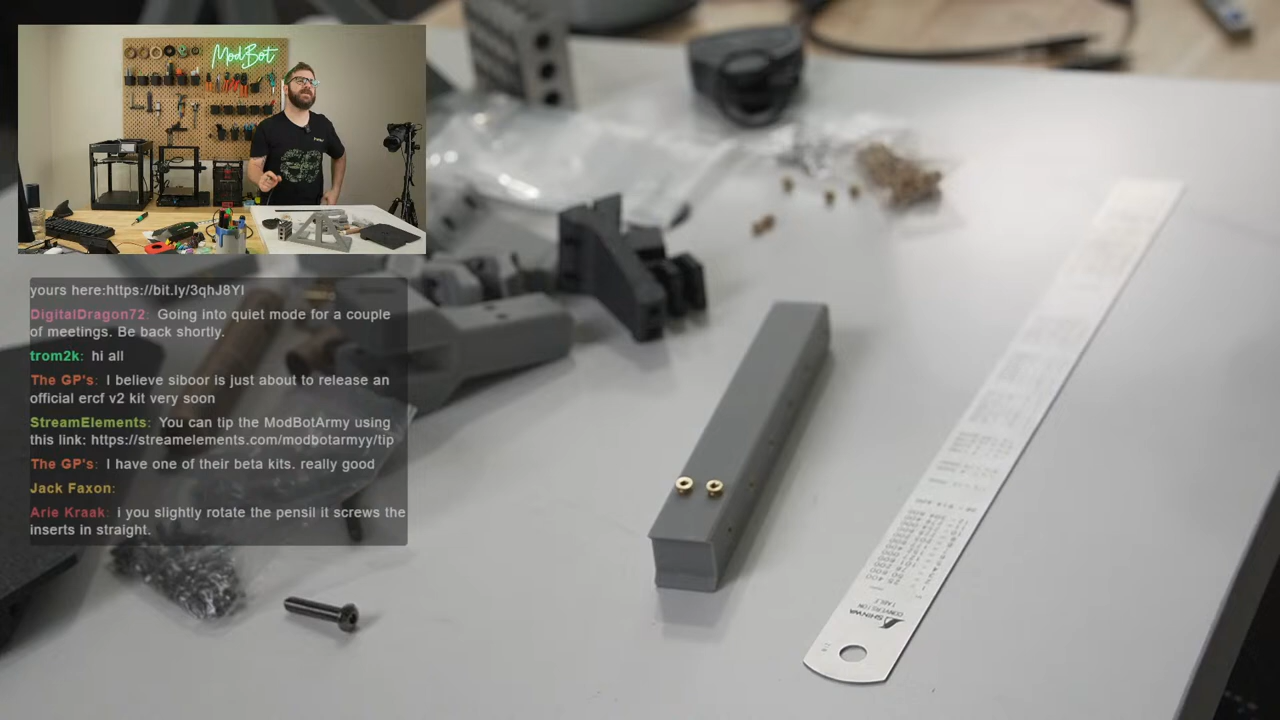 ModBot
yours here:https://bit.ly/3qhJ8YI
DigitalDragon72: Going into quiet mode for a couple
of meetings. Be back shortly.
trom2k: hi all
The GP's: I believe siboor is just about to release an
official ercf v2 kit very soon
StreamElements: You can tip the ModBotArmy using
this link: https://streamelements.com/modbotarmyy/tip
The GP's: I have one of their beta kits. really good
Jack Faxon:
Arie Kraak: i you slightly rotate the pensil it screws the
inserts in straight.
SHINWA
CONVERSION
TABLE